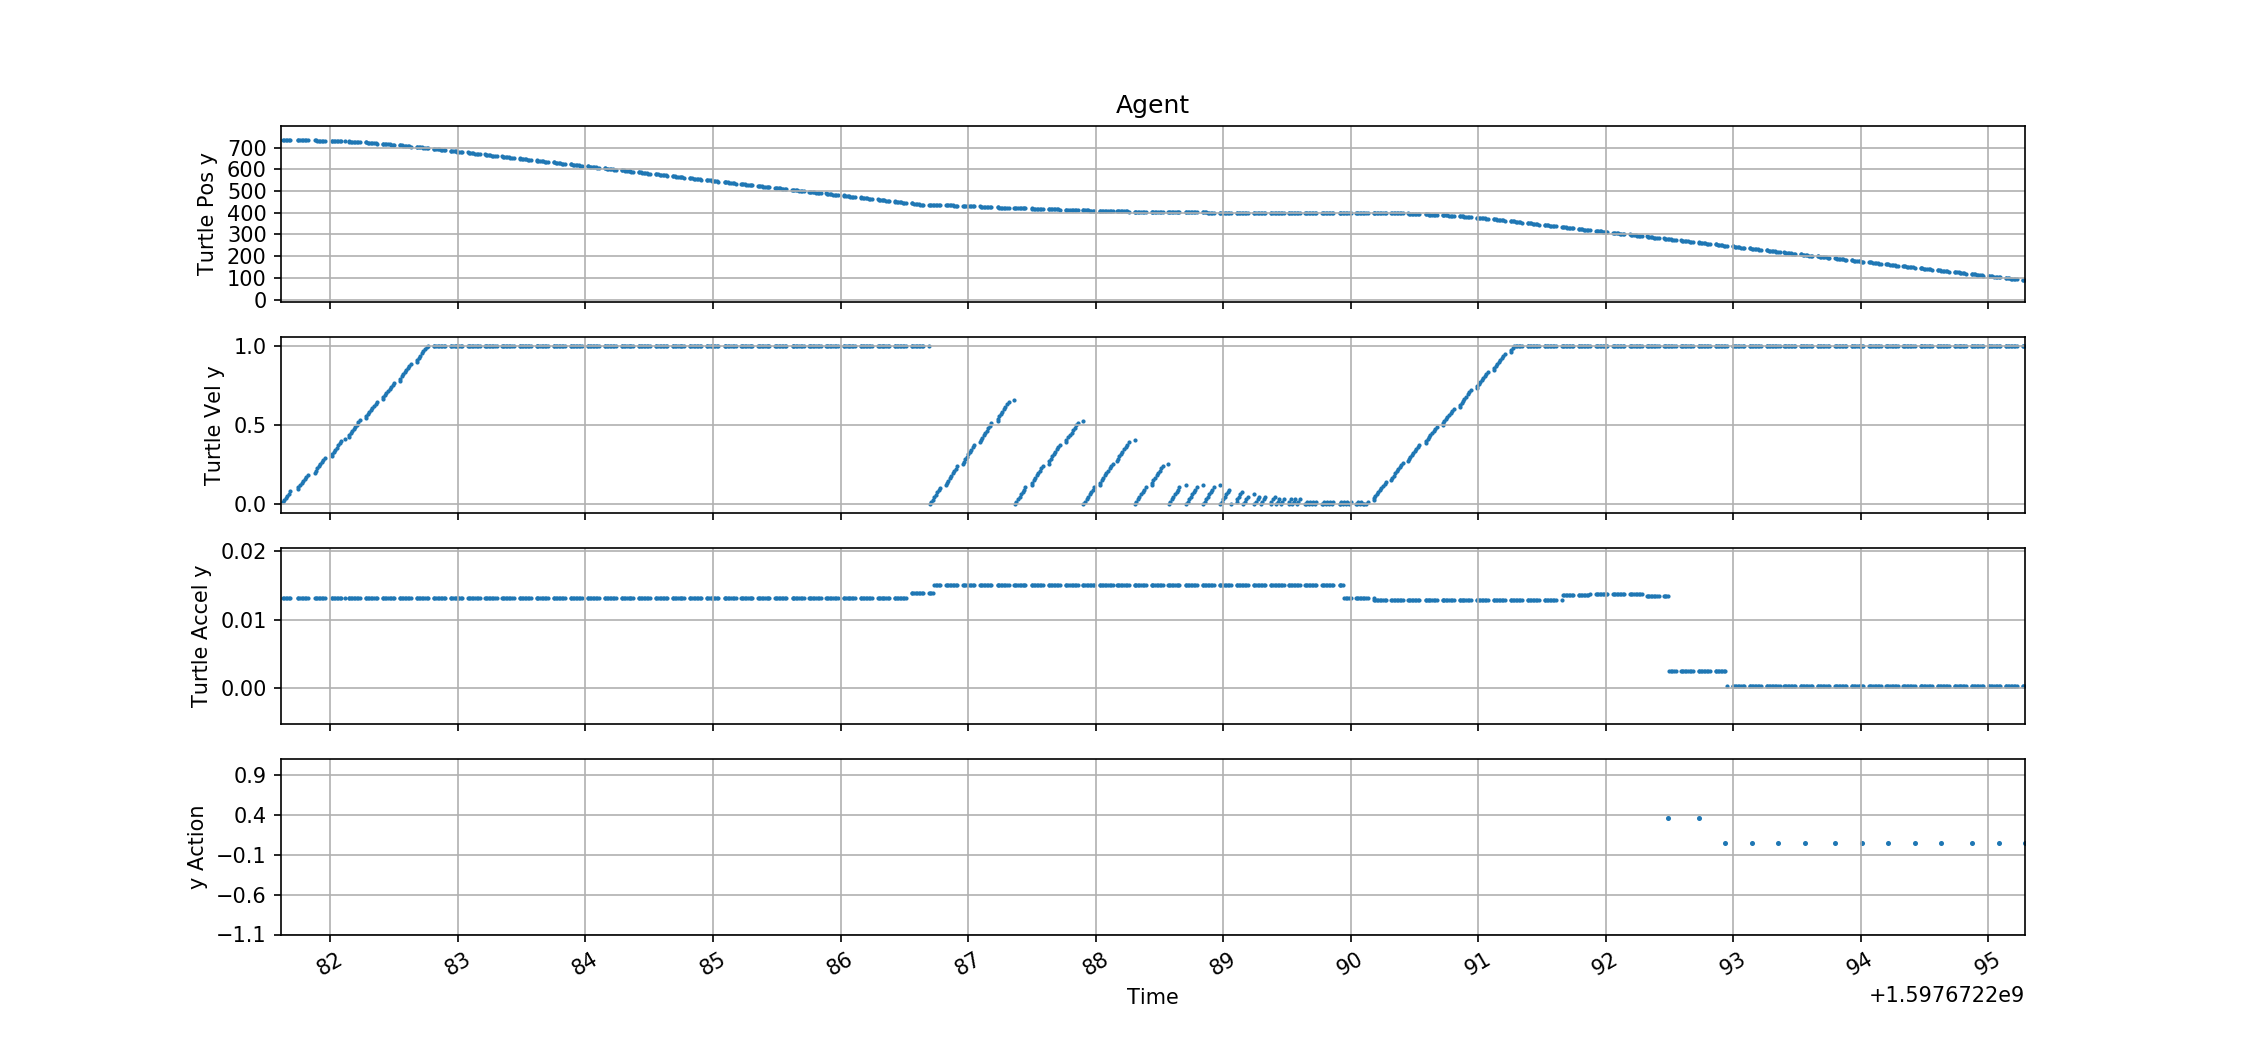 Agent
Turtle Pos y
700
600
500
400
300
200
100
0
Turtle Vel y
1.0
0.5
0.0
Turtle Accel y
0.02
0.01
0.00
y Action
0.9
0.4
−0.1
−0.6
−1.1
82 83 84 85 86 87 88 89 90 91 92 93 94 95
Time
+1.5976722e9